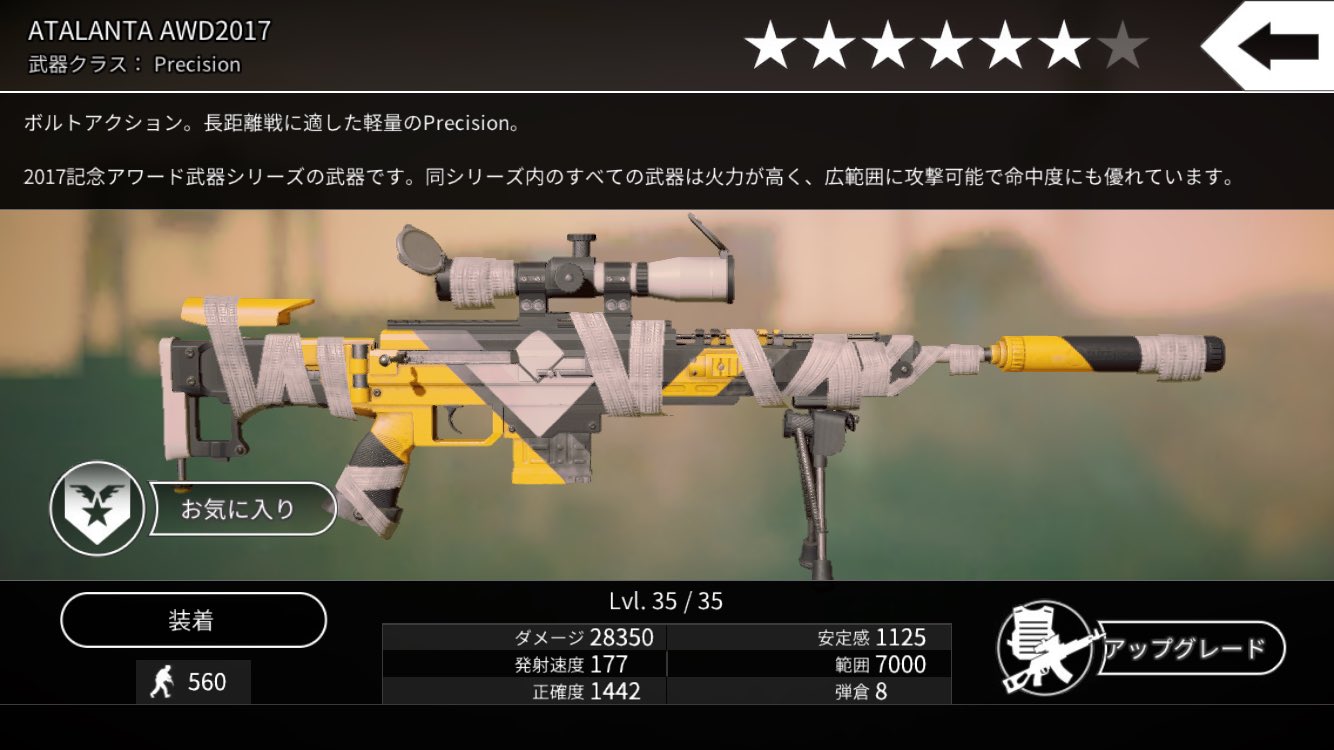 ATALANTA AWD2017
武器クラス： Precision
ボルトアクション。長距離戦に適した軽量のPrecision。
2017記念アワード武器シリーズの武器です。同シリーズ内のすべての武器は火力が高く、広範囲に攻撃可能で命中度にも優れています。
お気に入り
装着
560
Lvl. 35 / 35
ダメージ 28350 安定感 1125
発射速度 177 範囲 7000
正確度 1442 弾倉 8
アップグレード